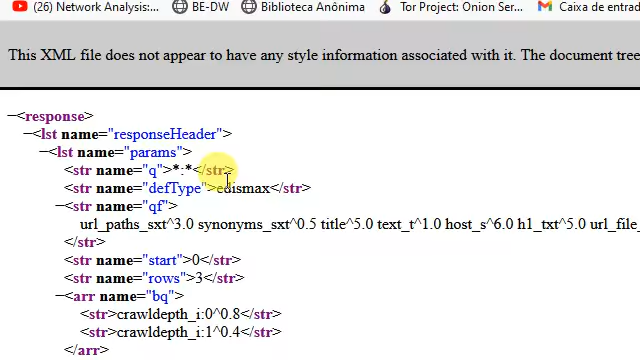 (26) Notif | Network Analysis:... BE-DW Biblioteca Anônima Tor Project: Onion Ser... Caixa de entrad
This XML file does not appear to have any style information associated with it. The document tree
−<response>
−<lst name="responseHeader">
−<lst name="params">
<str name="q">*:*</str>
<str name="defType">edismax</str>
−<str name="qf">
url_paths_sxt^3.0 synonyms_sxt^0.5 title^5.0 text_t^1.0 host_s^6.0 h1_txt^5.0 url_file_
</str>
<str name="start">0</str>
<str name="rows">3</str>
−<arr name="bq">
<str>crawldepth_i:0^0.8</str>
<str>crawldepth_i:1^0.4</str>
</arr>